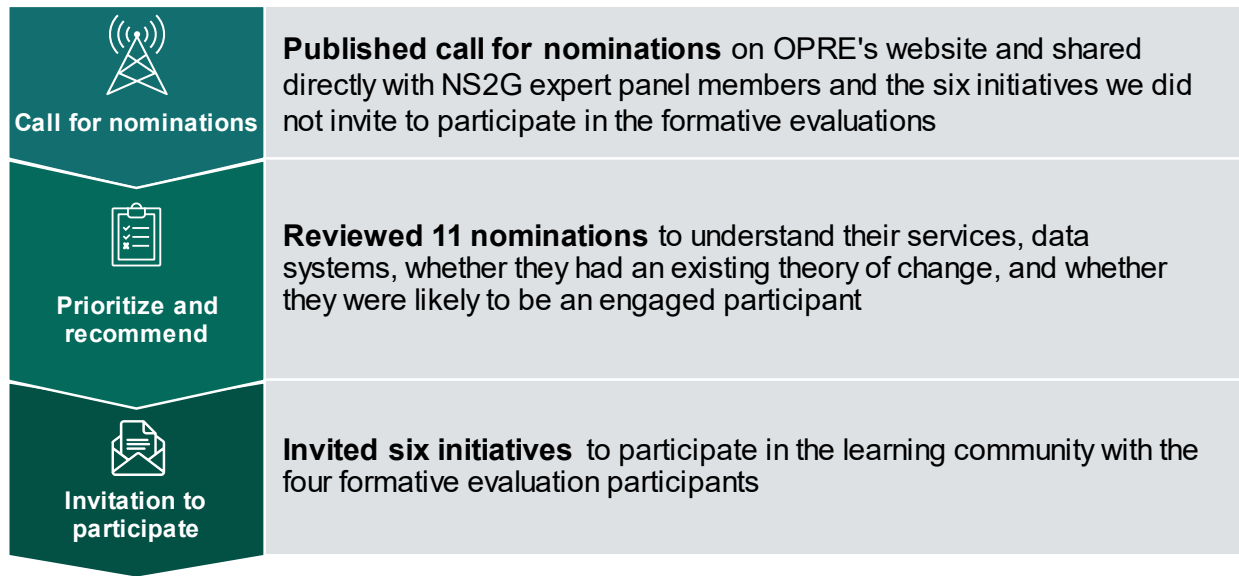 Call for nominations
Published call for nominations on OPRE's website and shared
directly with NS2G expert panel members and the six initiatives we did
not invite to participate in the formative evaluations
Prioritize and
recommend
Reviewed 11 nominations to understand their services, data
systems, whether they had an existing theory of change, and whether
they were likely to be an engaged participant
Invitation to
participate
Invited six initiatives to participate in the learning community with the
four formative evaluation participants